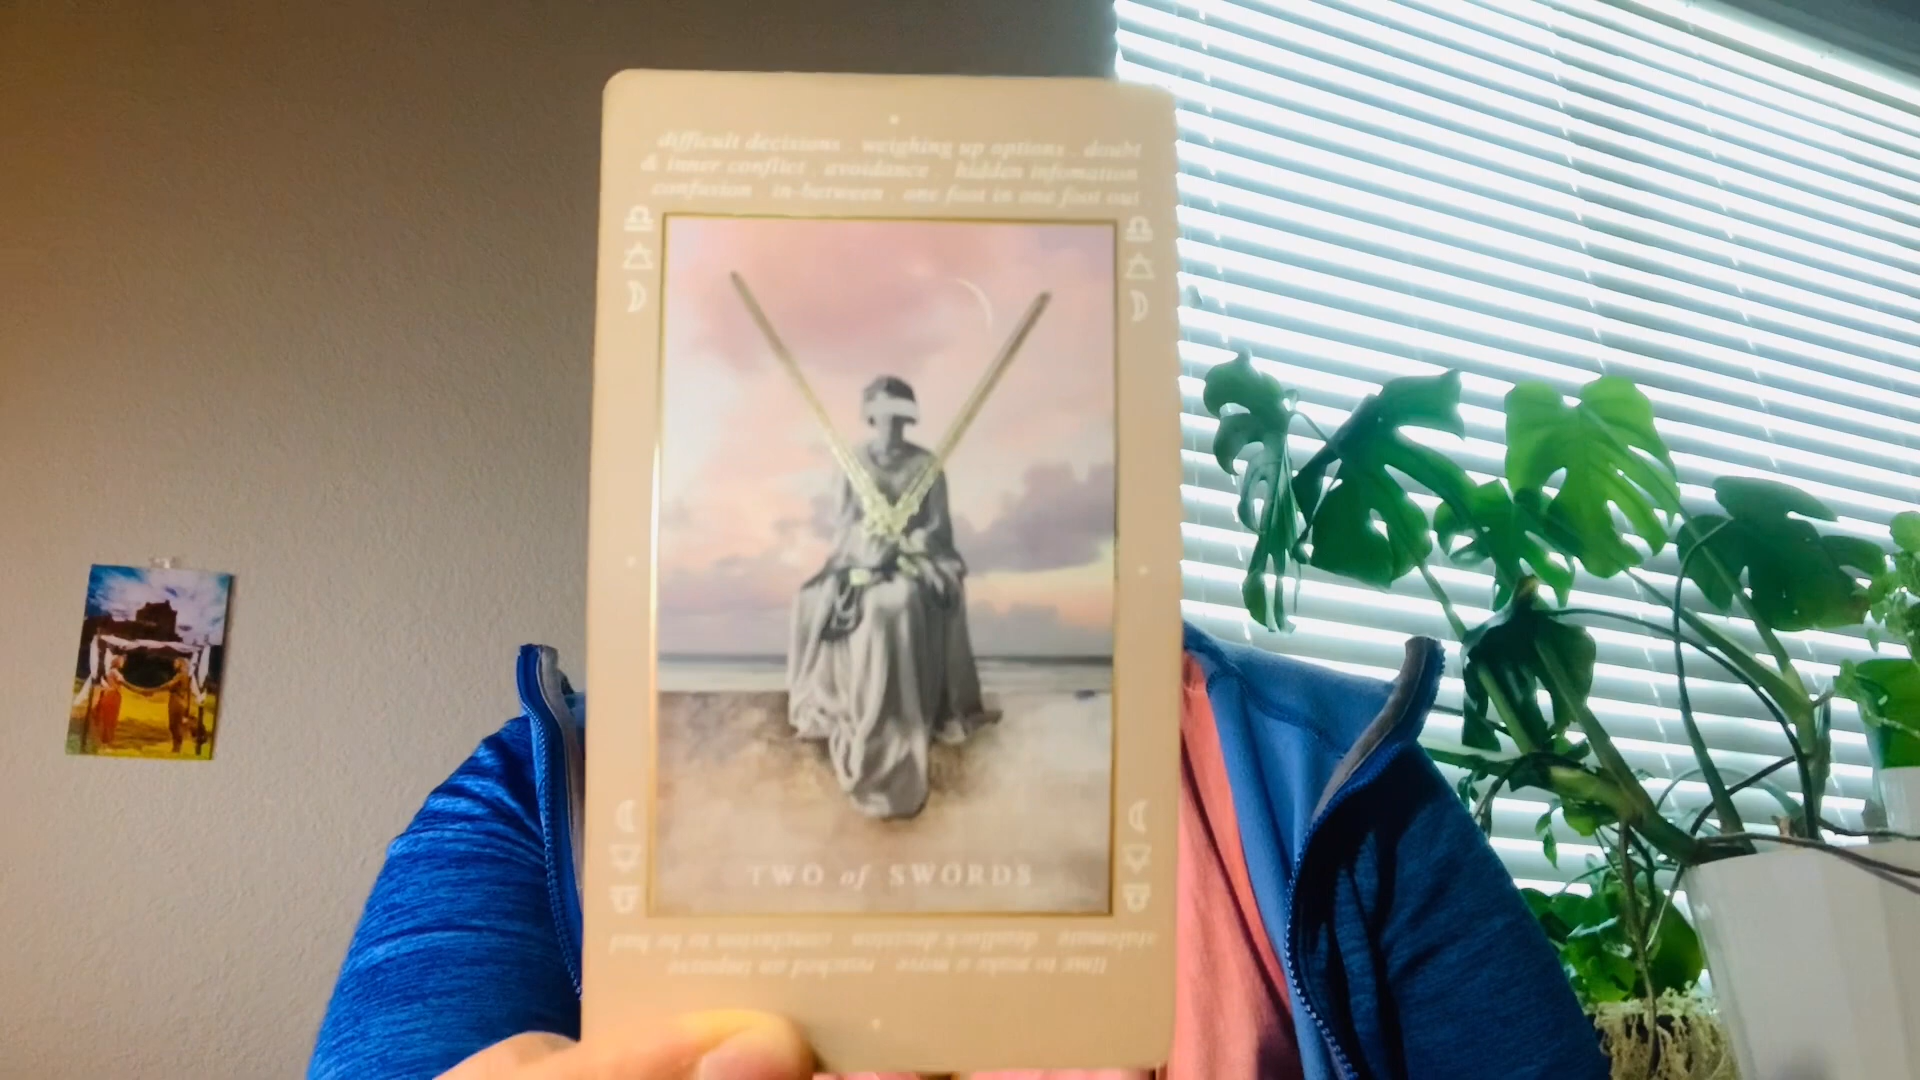 difficult decisions . weighing up options . doubt
& inner conflict . avoidance . hidden infomation
confusion . in-between . one foot in one foot out
TWO of SWORDS
stalemate . deadlock decision . conclusion to be had
time to make a move . reached an impasse